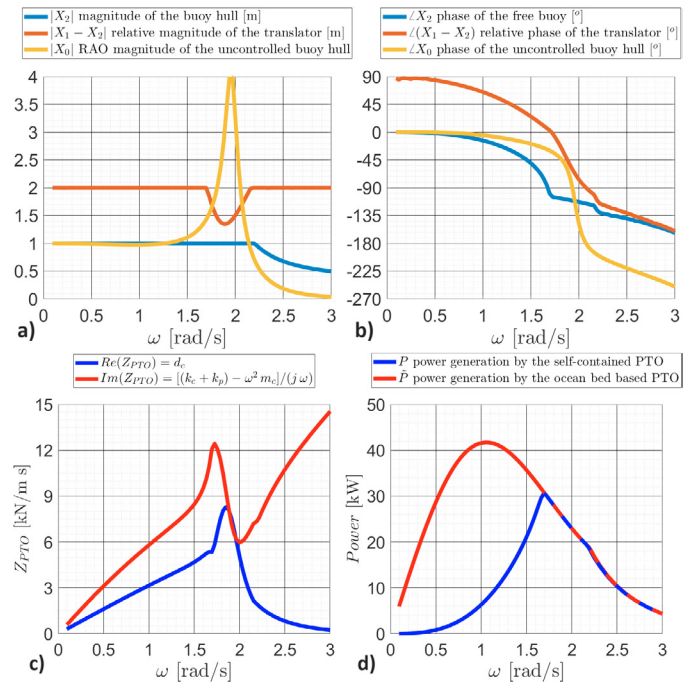 |X₂| magnitude of the buoy hull [m]
|X₁ − X₂| relative magnitude of the translator [m]
|X₀| RAO magnitude of the uncontrolled buoy hull
4
3.5
3
2.5
2
1.5
1
0.5
0
0 0.5 1 1.5 2 2.5 3
a)
ω [rad/s]
∠X₂ phase of the free buoy [°]
∠(X₁ − X₂) relative phase of the translator [°]
∠X₀ phase of the uncontrolled buoy hull [°]
90
45
0
-45
-90
-135
-180
-225
-270
0 0.5 1 1.5 2 2.5 3
b)
ω [rad/s]
Re(Z_PTO) = d_c
Im(Z_PTO) = [(k_c + k_p) − ω² m_c]/(j ω)
15
12
9
6
3
0
Z_PTO [kN/m s]
0 0.5 1 1.5 2 2.5 3
c)
ω [rad/s]
P power generation by the self-contained PTO
P̃ power generation by the ocean bed based PTO
50
40
30
20
10
0
Power [kW]
0 0.5 1 1.5 2 2.5 3
d)
ω [rad/s]